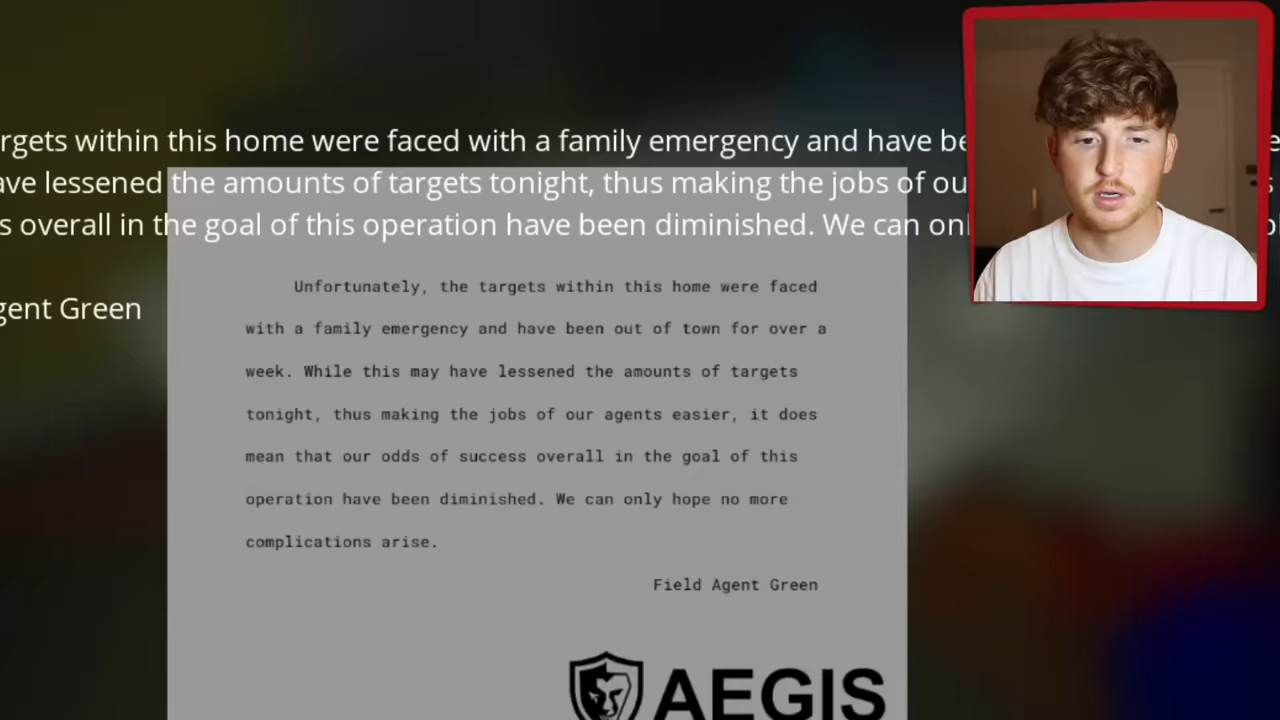 rgets within this home were faced with a family emergency and have be
ave lessened the amounts of targets tonight, thus making the jobs of ou
s overall in the goal of this operation have been diminished. We can onl
gent Green
Unfortunately, the targets within this home were faced
with a family emergency and have been out of town for over a
week. While this may have lessened the amounts of targets
tonight, thus making the jobs of our agents easier, it does
mean that our odds of success overall in the goal of this
operation have been diminished. We can only hope no more
complications arise.
Field Agent Green
AEGIS